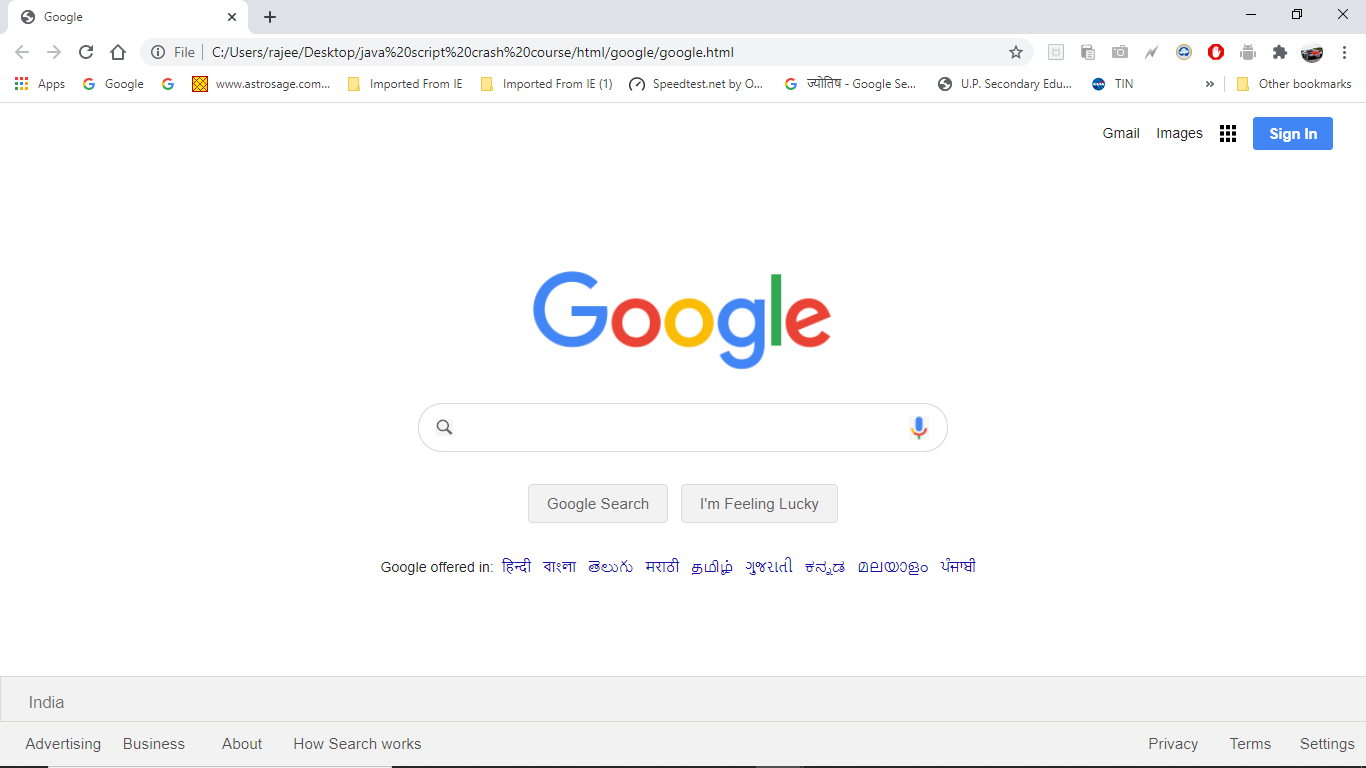 Google
File C:/Users/rajee/Desktop/java%20script%20crash%20course/html/google/google.html
Apps Google www.astrosage.com... Imported From IE Imported From IE (1) Speedtest.net by O... ज्योतिष - Google Se... U.P. Secondary Edu... TIN » Other bookmarks
Gmail Images Sign In
Google
Google Search I'm Feeling Lucky
Google offered in: हिन्दी বাংলা తెలుగు मराठी தமிழ் ગુજરાતી ಕನ್ನಡ മലയാളം ਪੰਜਾਬੀ
India
Advertising Business About How Search works Privacy Terms Settings